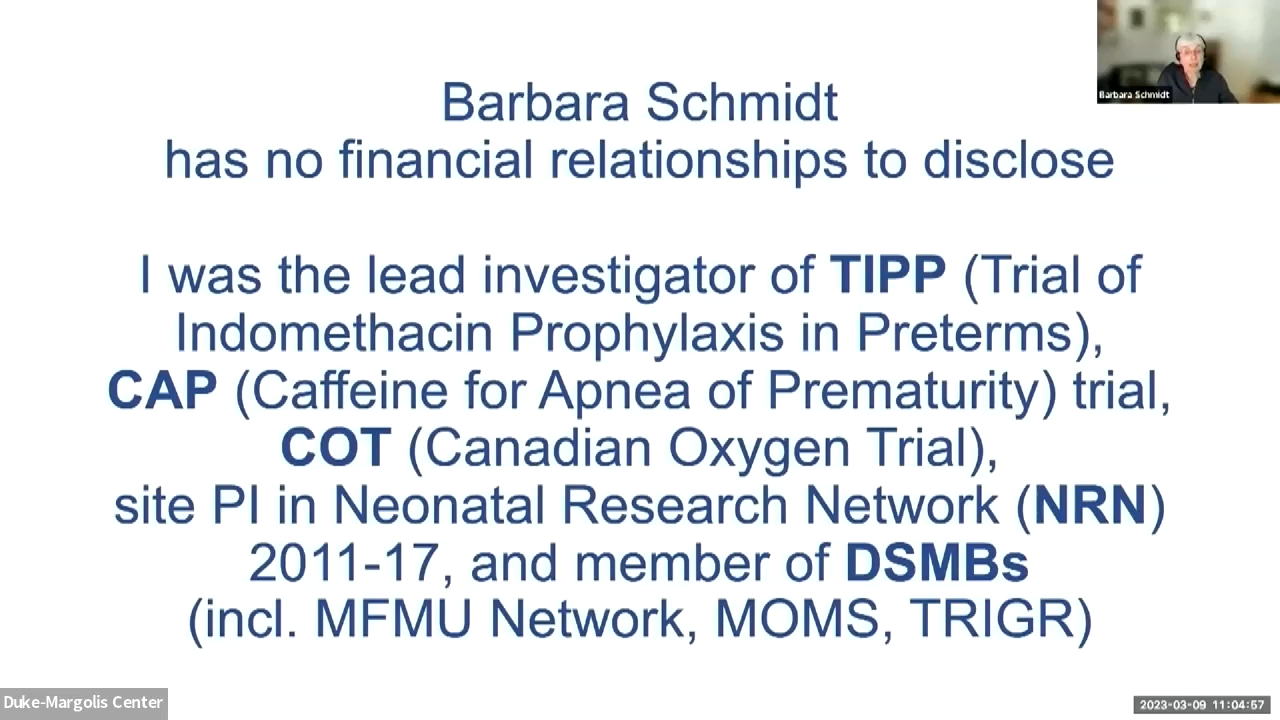 Barbara Schmidt
has no financial relationships to disclose
I was the lead investigator of TIPP (Trial of
Indomethacin Prophylaxis in Preterms),
CAP (Caffeine for Apnea of Prematurity) trial,
COT (Canadian Oxygen Trial),
site PI in Neonatal Research Network (NRN)
2011-17, and member of DSMBs
(incl. MFMU Network, MOMS, TRIGR)
Barbara Schmidt
Duke-Margolis Center
2023-03-09 11:04:57